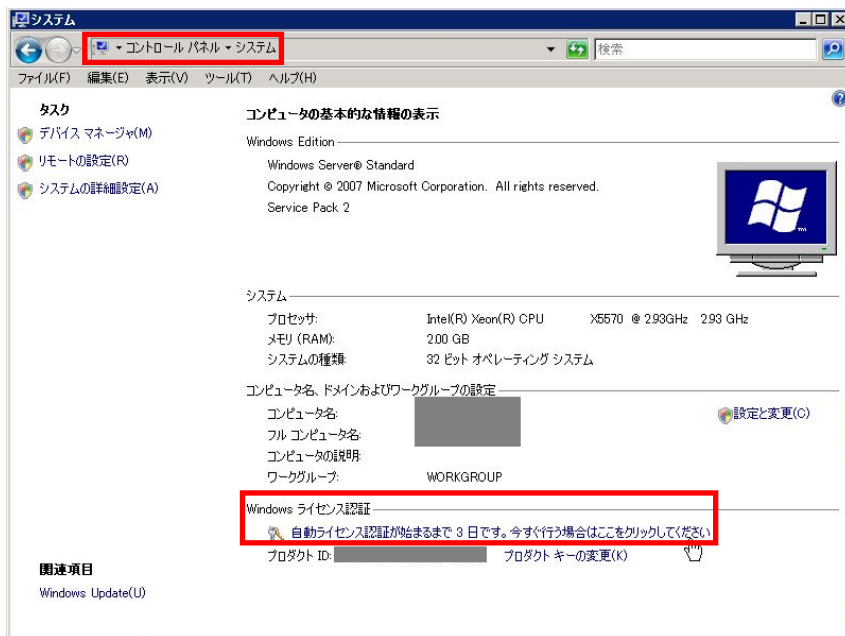 システム
コントロール パネル システム
検索
ファイル(F) 編集(E) 表示(V) ツール(T) ヘルプ(H)
タスク
デバイス マネージャ(M)
リモートの設定(R)
システムの詳細設定(A)
コンピュータの基本的な情報の表示
Windows Edition
Windows Server® Standard
Copyright © 2007 Microsoft Corporation. All rights reserved.
Service Pack 2
システム
プロセッサ: Intel(R) Xeon(R) CPU X5570 @ 2.93GHz 2.93 GHz
メモリ (RAM): 2.00 GB
システムの種類: 32 ビット オペレーティング システム
コンピュータ名、ドメインおよびワークグループの設定
コンピュータ名: 設定と変更(C)
フル コンピュータ名:
コンピュータの説明:
ワークグループ: WORKGROUP
Windows ライセンス認証
自動ライセンス認証が始まるまで 3 日です。今すぐ行う場合はここをクリックしてください
プロダクト ID: プロダクト キーの変更(K)
関連項目
Windows Update(U)